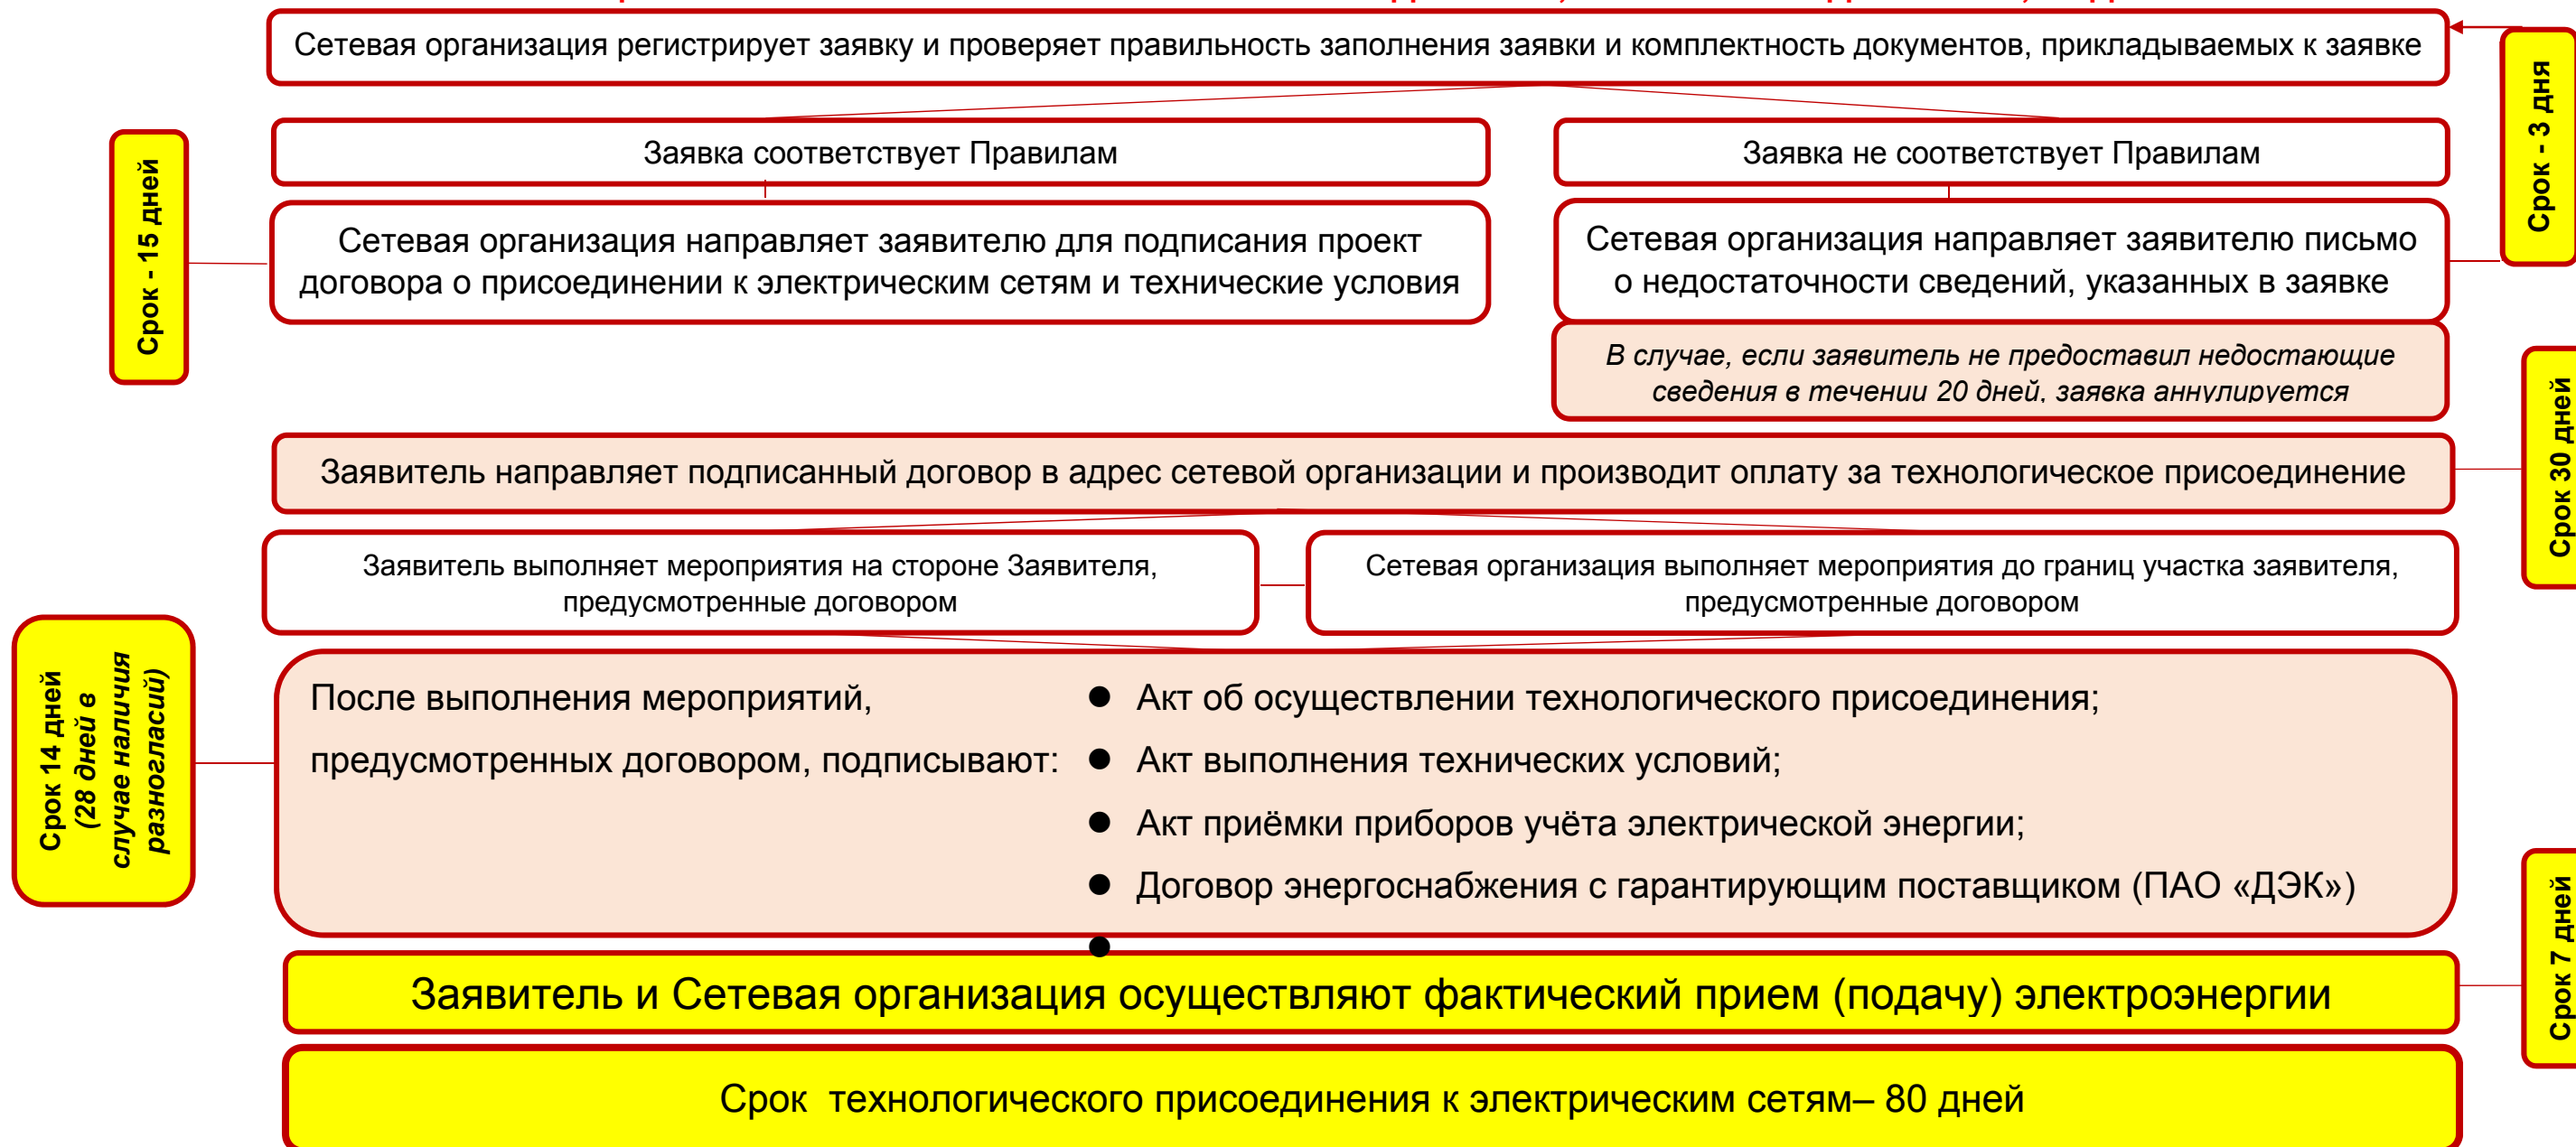 Сетевая организация регистрирует заявку и проверяет правильность заполнения заявки и комплектность документов, прикладываемых к заявке
Срок - 3 дня
Заявка соответствует Правилам
Заявка не соответствует Правилам
Срок - 15 дней
Сетевая организация направляет заявителю для подписания проект
договора о присоединении к электрическим сетям и технические условия
Сетевая организация направляет заявителю письмо
о недостаточности сведений, указанных в заявке
В случае, если заявитель не предоставил недостающие
сведения в течении 20 дней, заявка аннулируется
Заявитель направляет подписанный договор в адрес сетевой организации и производит оплату за технологическое присоединение
Срок 30 дней
Заявитель выполняет мероприятия на стороне Заявителя,
предусмотренные договором
Сетевая организация выполняет мероприятия до границ участка заявителя,
предусмотренные договором
Срок 14 дней
(28 дней в
случае наличия
разногласий)
После выполнения мероприятий,
предусмотренных договором, подписывают:
● Акт об осуществлении технологического присоединения;
● Акт выполнения технических условий;
● Акт приёмки приборов учёта электрической энергии;
● Договор энергоснабжения с гарантирующим поставщиком (ПАО «ДЭК»)
●
Заявитель и Сетевая организация осуществляют фактический прием (подачу) электроэнергии
Срок 7 дней
Срок технологического присоединения к электрическим сетям– 80 дней